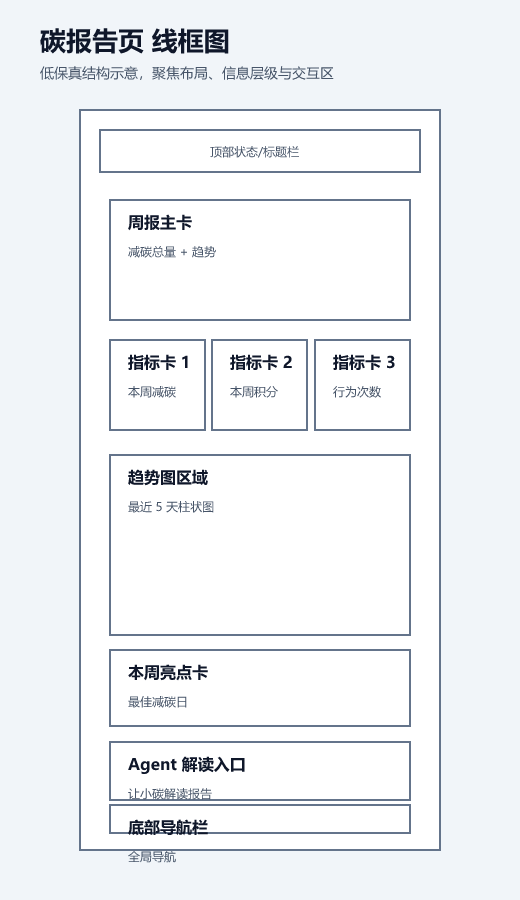 碳报告页 线框图
低保真结构示意，聚焦布局、信息层级与交互区
顶部状态/标题栏
周报主卡
减碳总量 + 趋势
指标卡 1
本周减碳
指标卡 2
本周积分
指标卡 3
行为次数
趋势图区域
最近 5 天柱状图
本周亮点卡
最佳减碳日
Agent 解读入口
让小碳解读报告
底部导航栏
全局导航